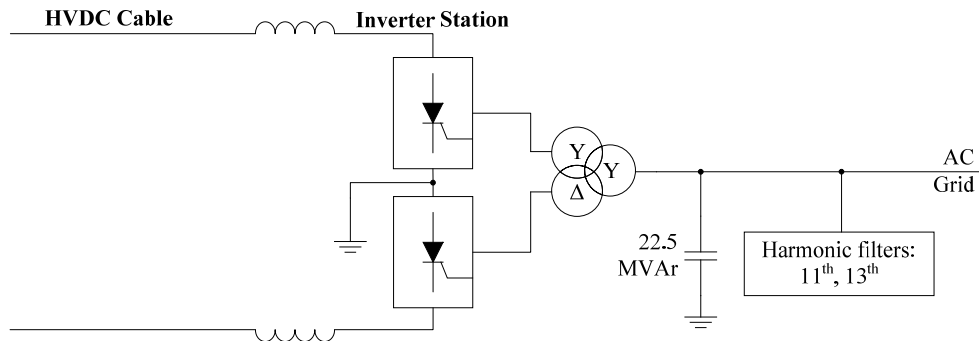 HVDC Cable
Inverter Station
Y
Y
Δ
AC
Grid
22.5
MVAr
Harmonic filters:
11th, 13th